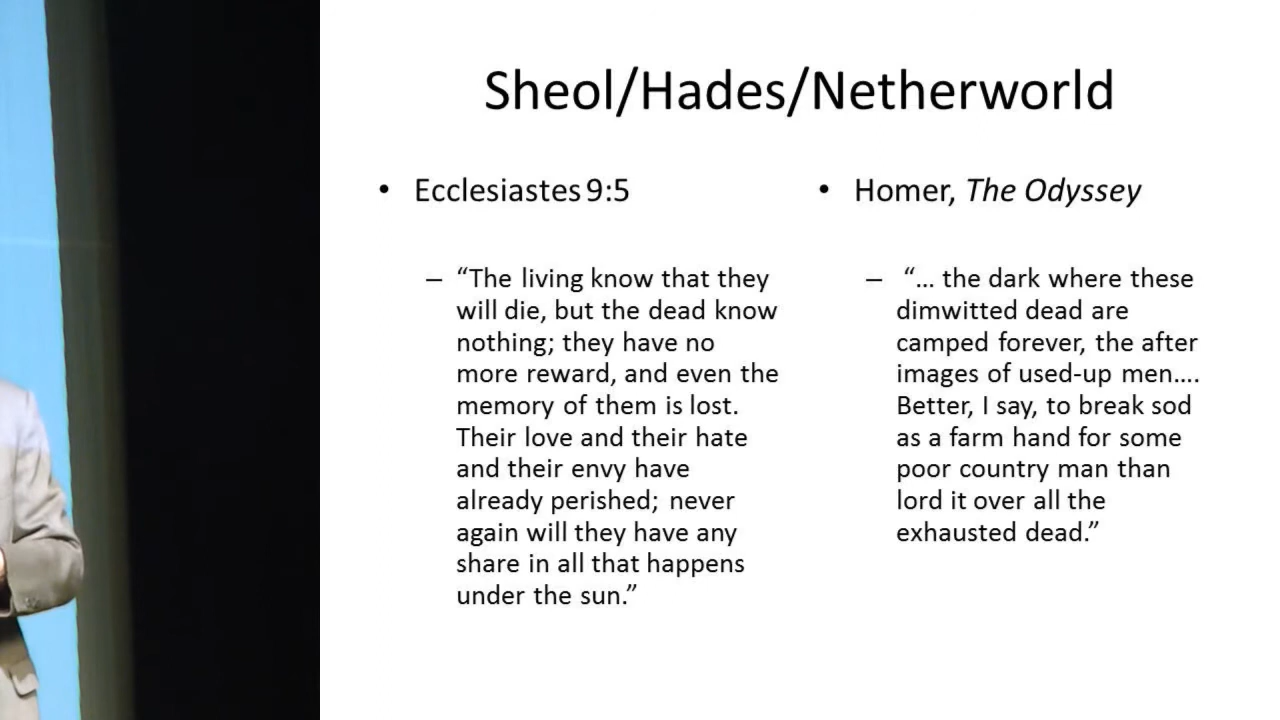 Sheol/Hades/Netherworld
• Ecclesiastes 9:5
– “The living know that they
will die, but the dead know
nothing; they have no
more reward, and even the
memory of them is lost.
Their love and their hate
and their envy have
already perished; never
again will they have any
share in all that happens
under the sun.”
• Homer, The Odyssey
– “… the dark where these
dimwitted dead are
camped forever, the after
images of used-up men….
Better, I say, to break sod
as a farm hand for some
poor country man than
lord it over all the
exhausted dead.”